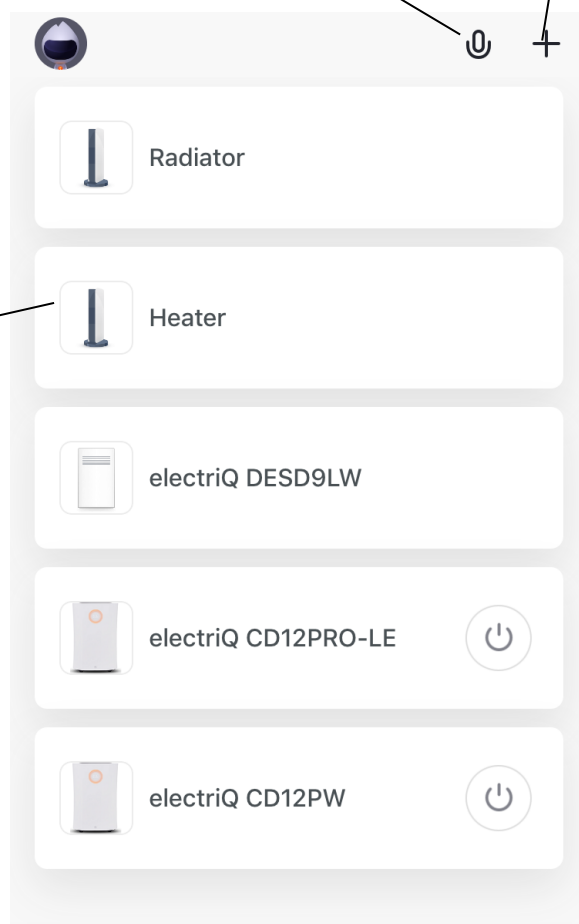 Radiator
Heater
electriQ DESD9LW
electriQ CD12PRO-LE
electriQ CD12PW